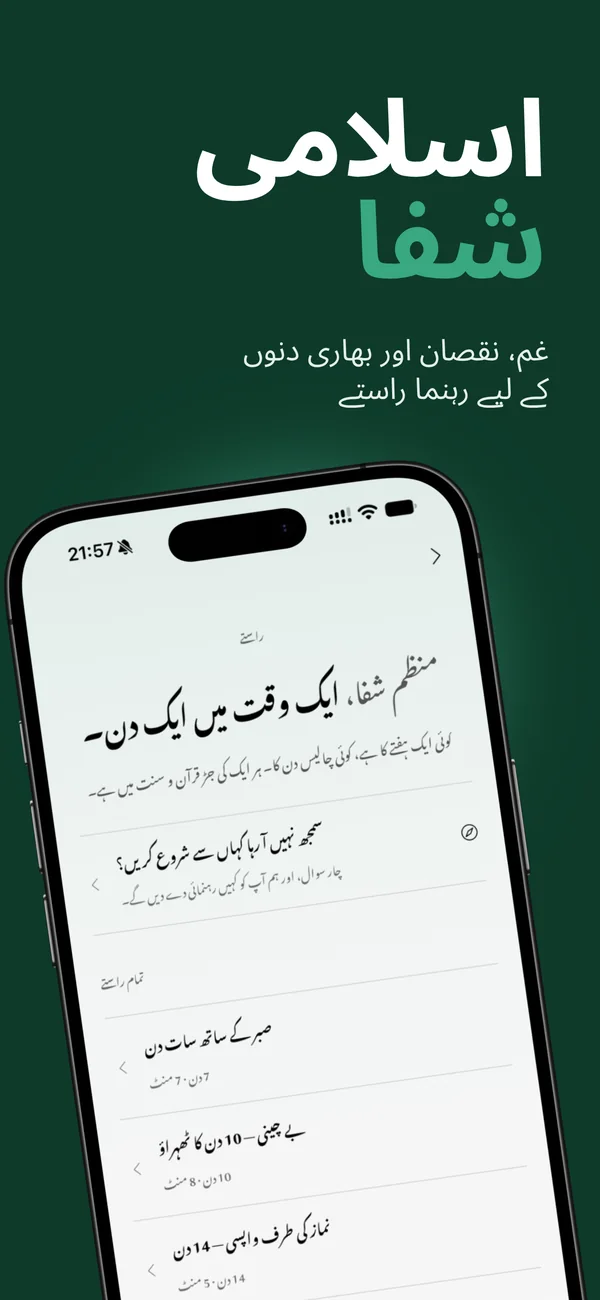 اسلامی
شفا
غم، نقصان اور بھاری دنوں
کے لیے رہنما راستے
21:57
راستے
منظم شفا، ایک وقت میں ایک دن۔
کوئی ایک ہفتے کا ہے، کوئی چالیس دن کا۔ ہر ایک کی جڑ قرآن و سنت میں ہے۔
سمجھ نہیں آ رہا کہاں سے شروع کریں؟
چار سوال، اور ہم آپ کو کہیں رہنمائی دے دیں گے۔
تمام راستے
صبر کے ساتھ سات دن
7 دن · 7 منٹ
بے چینی — 10 دن کا ٹھہراؤ
10 دن · 8 منٹ
نماز کی طرف واپسی — 14 دن
14 دن · 5 منٹ